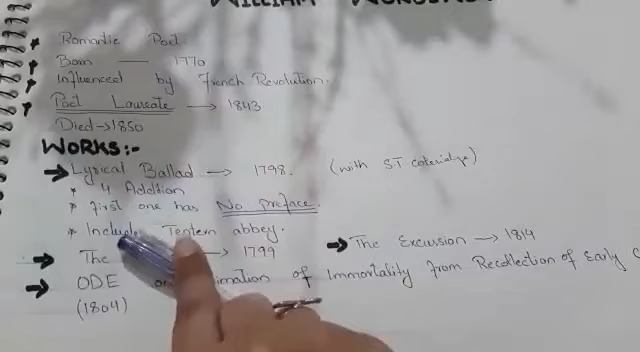 WILLIAM
Romantic Poet.
Born — 1770
Influenced by French Revolution.
Poet Laureate → 1843
Died→1850
WORKS:-
Lyrical Ballad → 1798. (with ST coleridge)
4 Addition
first one has No preface.
Include Tentern abbey.
The → 1799
The Excursion → 1814
ODE of Immortality from Recollection of Early
(1804)